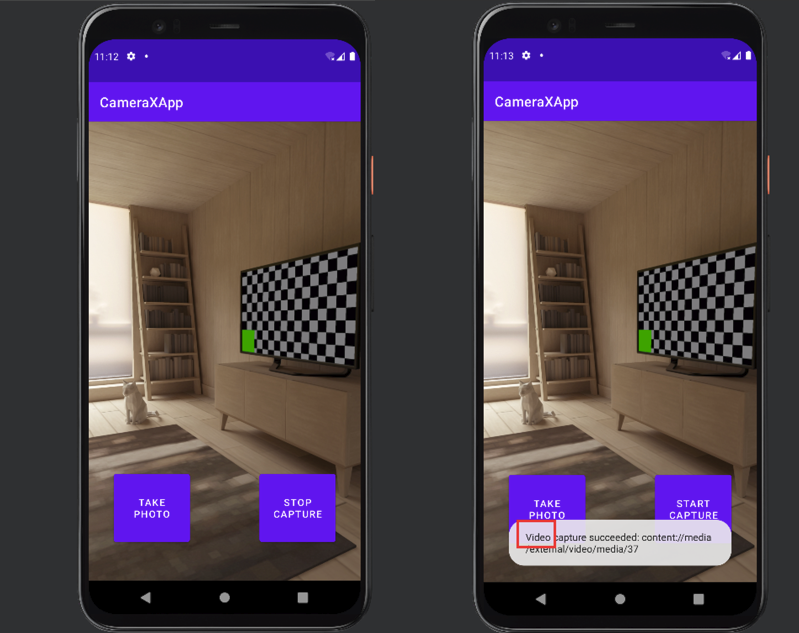 11:12
CameraXApp
TAKE
PHOTO
STOP
CAPTURE
11:13
CameraXApp
TAKE
PHOTO
START
CAPTURE
Video capture succeeded: content://media
/external/video/media/37